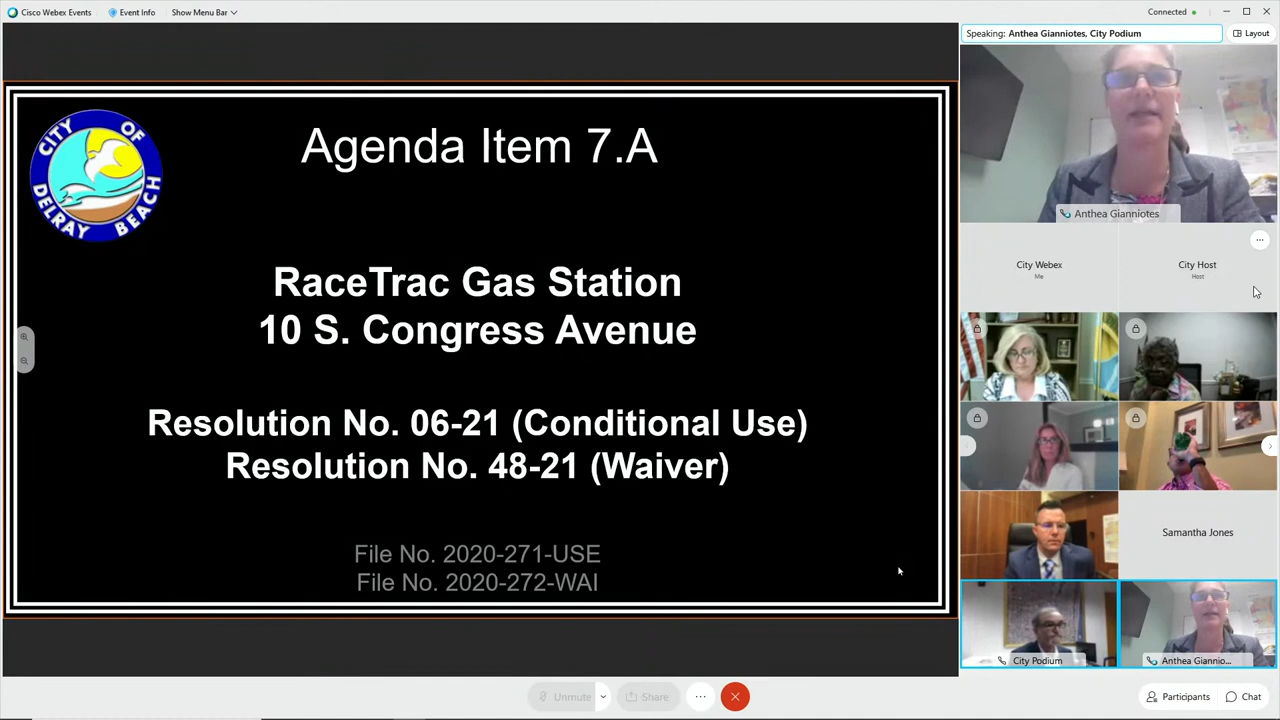 Cisco Webex Events
Event Info
Show Menu Bar
Connected
Speaking: Anthea Gianniotes, City Podium
Layout
CITY OF
DELRAY BEACH
Agenda Item 7.A
RaceTrac Gas Station
10 S. Congress Avenue
Resolution No. 06-21 (Conditional Use)
Resolution No. 48-21 (Waiver)
File No. 2020-271-USE
File No. 2020-272-WAI
Anthea Gianniotes
City Webex
Me
City Host
Host
Samantha Jones
City Podium
Anthea Giannio...
Unmute
Share
Participants
Chat